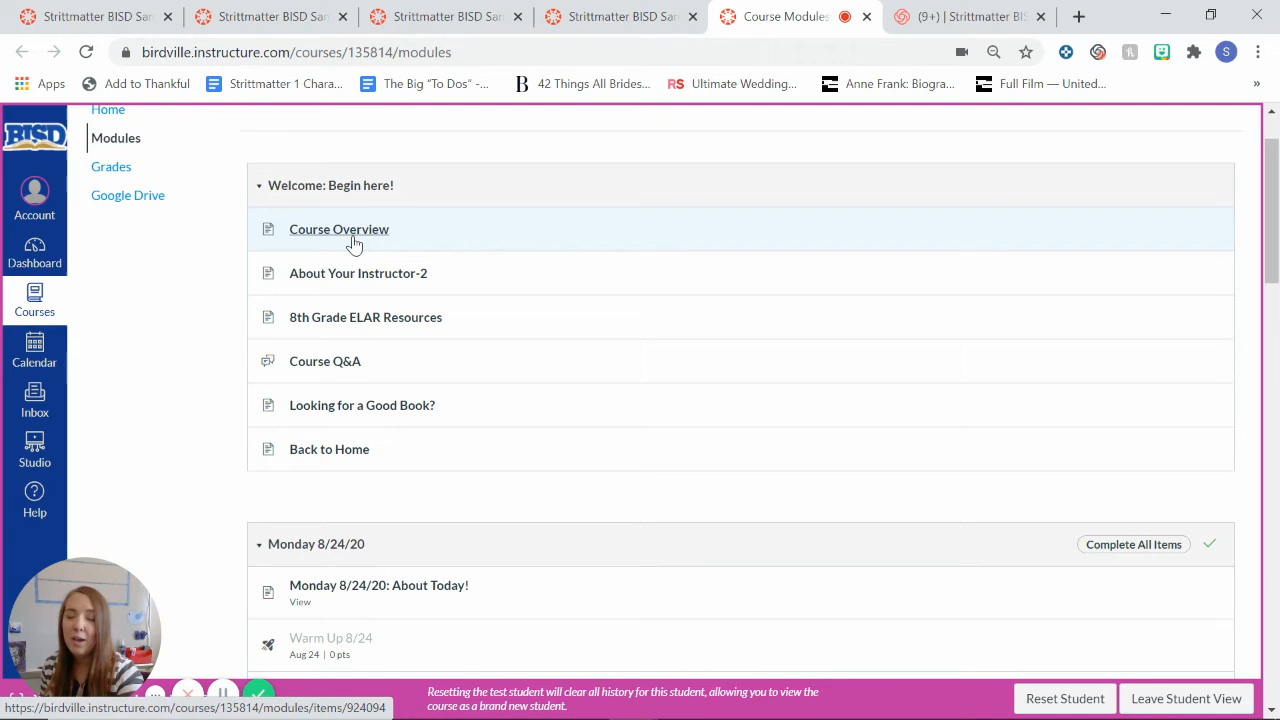 Strittmatter BISD Sar
Strittmatter BISD Sar
Strittmatter BISD Sar
Strittmatter BISD Sar
Course Modules
(9+) | Strittmatter BIS
birdville.instructure.com/courses/135814/modules
S
Apps
Add to Thankful
Strittmatter 1 Chara...
The Big "To Dos" -...
42 Things All Brides...
RS Ultimate Wedding...
Anne Frank: Biogra...
Full Film — United...
»
BISD
Account
Dashboard
Courses
Calendar
Inbox
Studio
Help
Home
Modules
Grades
Google Drive
Welcome: Begin here!
Course Overview
About Your Instructor-2
8th Grade ELAR Resources
Course Q&A
Looking for a Good Book?
Back to Home
Monday 8/24/20
Complete All Items
Monday 8/24/20: About Today!
View
Warm Up 8/24
Aug 24 | 0 pts
Resetting the test student will clear all history for this student, allowing you to view the
course as a brand new student.
Reset Student
Leave Student View
https://birdville.instructure.com/courses/135814/modules/items/924094